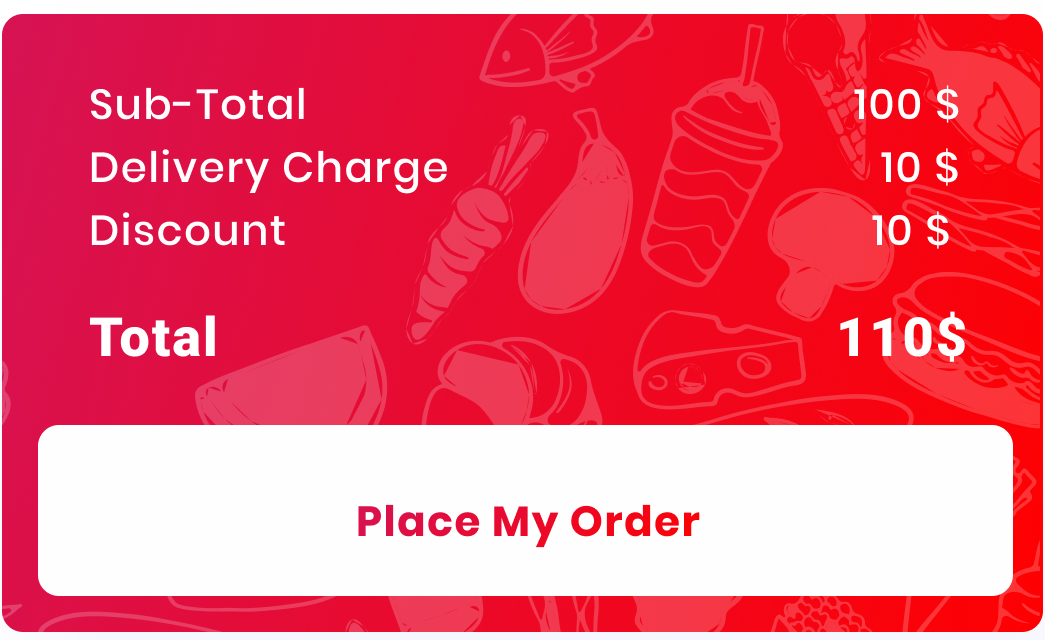 Sub-Total 100 $
Delivery Charge 10 $
Discount 10 $
Total 110$
Place My Order